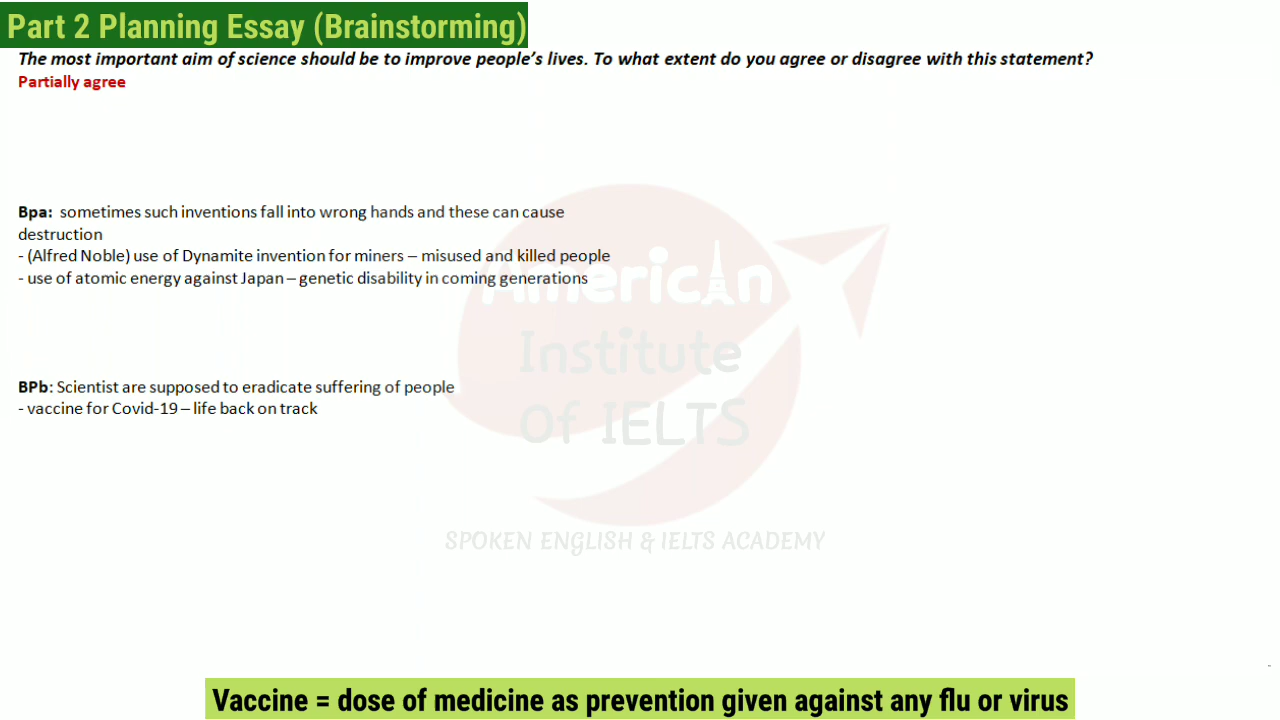 Part 2 Planning Essay (Brainstorming)
The most important aim of science should be to improve people's lives. To what extent do you agree or disagree with this statement?
Partially agree
Bpa: sometimes such inventions fall into wrong hands and these can cause
destruction
- (Alfred Noble) use of Dynamite invention for miners – misused and killed people
- use of atomic energy against Japan – genetic disability in coming generations
American
Institute
Of IELTS
BPb: Scientist are supposed to eradicate suffering of people
- vaccine for Covid-19 – life back on track
SPOKEN ENGLISH & IELTS ACADEMY
Vaccine = dose of medicine as prevention given against any flu or virus